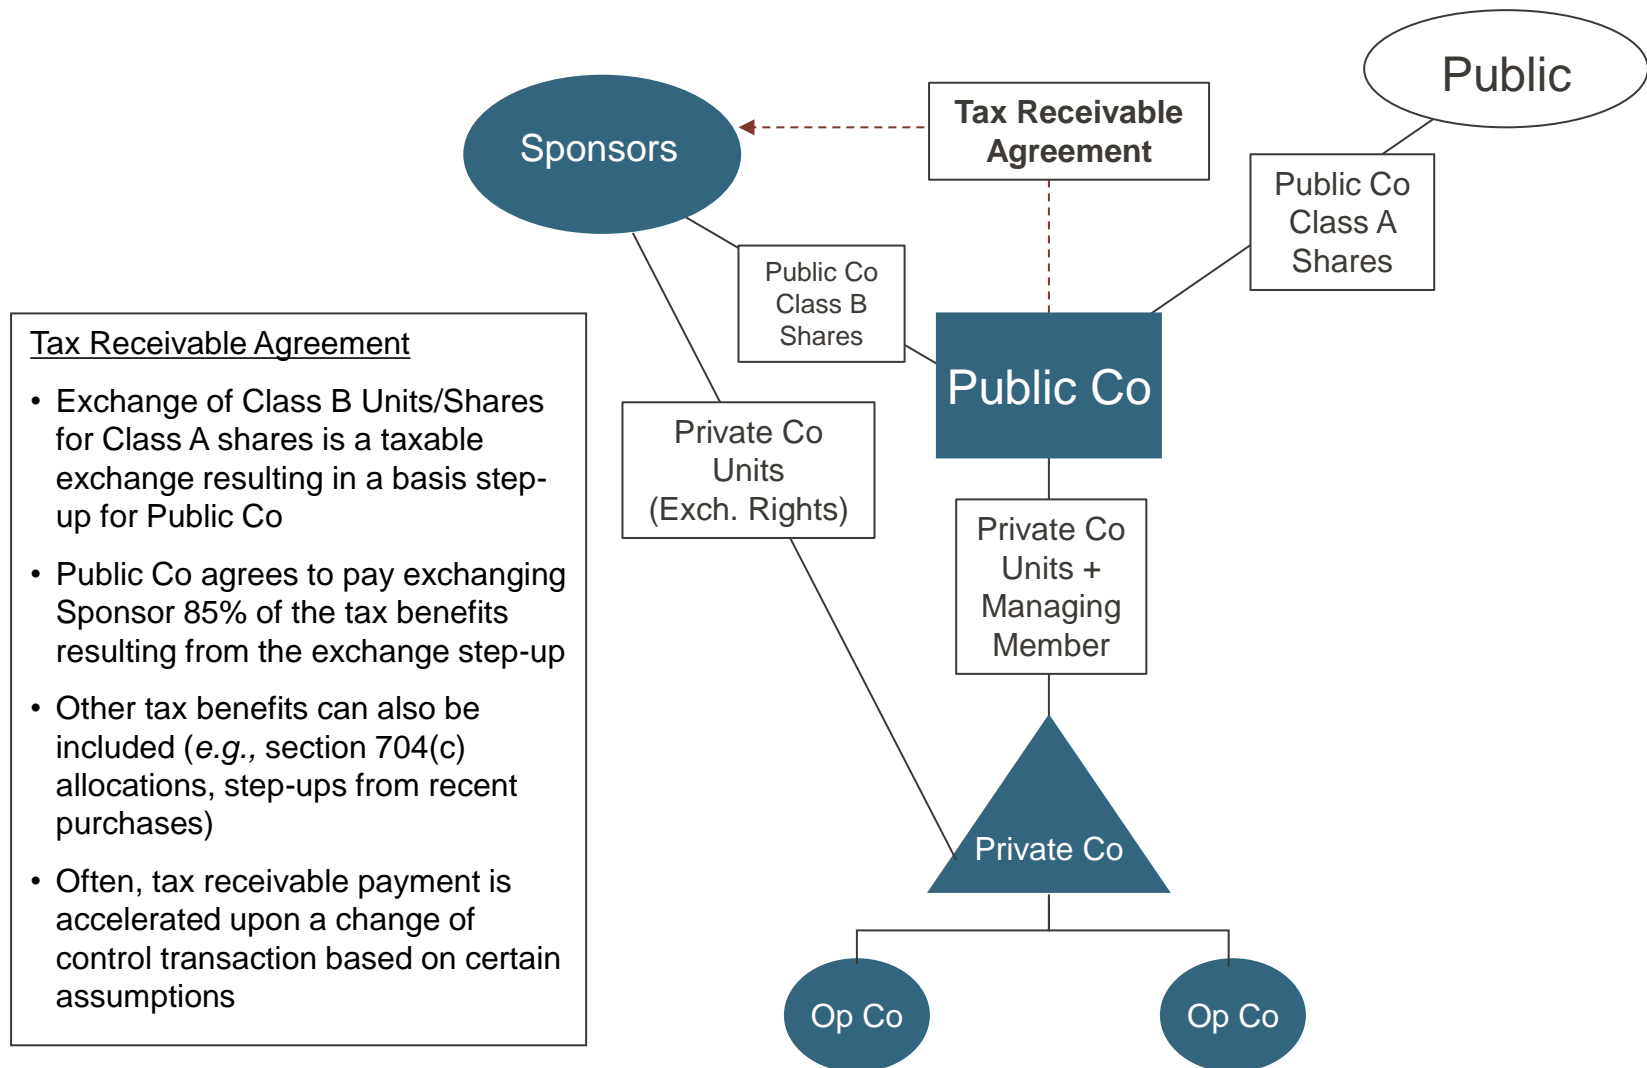 Public
Tax Receivable
Agreement
Sponsors
Public Co
Class A
Shares
Public Co
Class B
Shares
Public Co
Private Co
Units
(Exch. Rights)
Private Co
Units +
Managing
Member
Private Co
Op Co
Op Co
Tax Receivable Agreement
• Exchange of Class B Units/Shares
for Class A shares is a taxable
exchange resulting in a basis step-
up for Public Co
• Public Co agrees to pay exchanging
Sponsor 85% of the tax benefits
resulting from the exchange step-up
• Other tax benefits can also be
included (e.g., section 704(c)
allocations, step-ups from recent
purchases)
• Often, tax receivable payment is
accelerated upon a change of
control transaction based on certain
assumptions